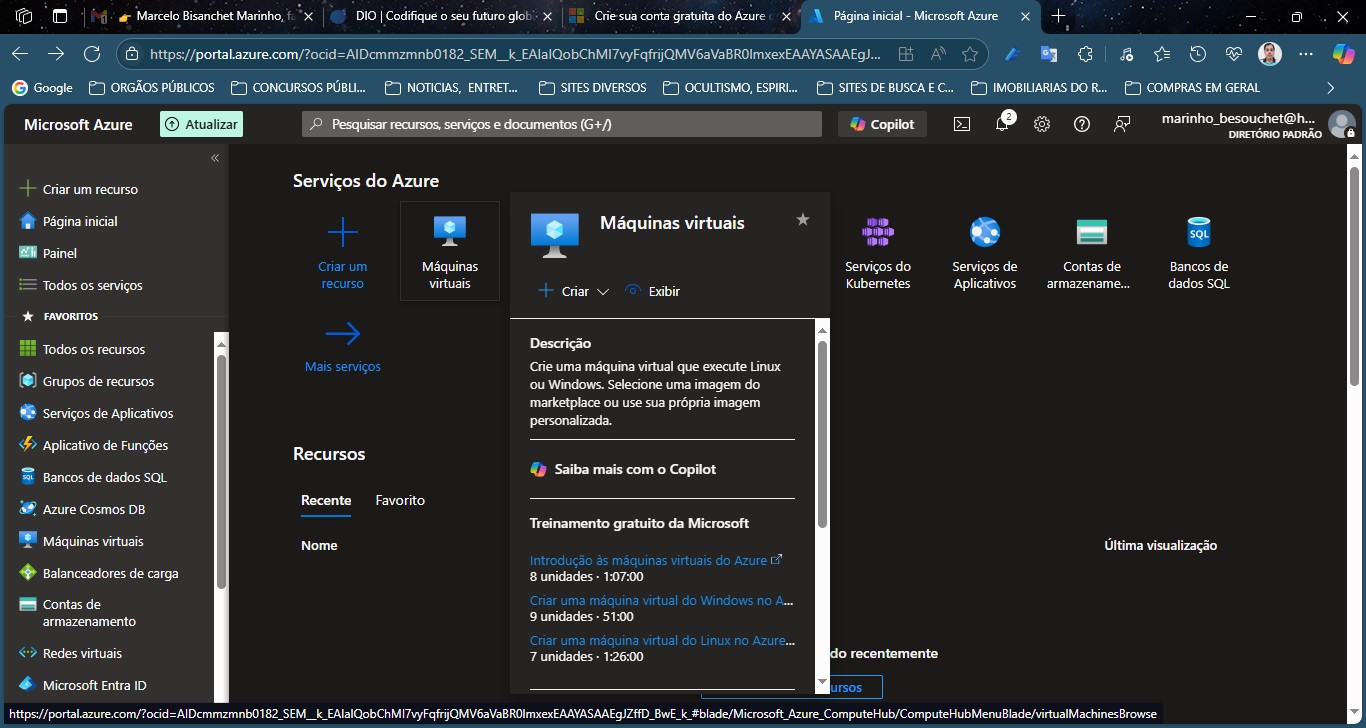 👉 Marcelo Bisanchet Marinho, fa
DIO | Codifique o seu futuro glob
Crie sua conta gratuita do Azure
Página inicial - Microsoft Azure
https://portal.azure.com/?ocid=AIDcmmzmnb0182_SEM__k_EAIaIQobChMI7vyFqfrijQMV6aVaBR0ImxexEAAYASAAEgJ...
Google
ORGÃOS PÚBLICOS
CONCURSOS PÚBLI...
NOTICIAS, ENTRET...
SITES DIVERSOS
OCULTISMO, ESPIRI...
SITES DE BUSCA E C...
IMOBILIARIAS DO R...
COMPRAS EM GERAL
Microsoft Azure
Atualizar
Pesquisar recursos, serviços e documentos (G+/)
Copilot
2
marinho_besouchet@h...
DIRETÓRIO PADRÃO
Criar um recurso
Página inicial
Painel
Todos os serviços
FAVORITOS
Todos os recursos
Grupos de recursos
Serviços de Aplicativos
Aplicativo de Funções
Bancos de dados SQL
Azure Cosmos DB
Máquinas virtuais
Balanceadores de carga
Contas de
armazenamento
Redes virtuais
Microsoft Entra ID
Serviços do Azure
Criar um
recurso
Máquinas
virtuais
Mais serviços
Máquinas virtuais
Criar
Exibir
Descrição
Crie uma máquina virtual que execute Linux
ou Windows. Selecione uma imagem do
marketplace ou use sua própria imagem
personalizada.
Saiba mais com o Copilot
Treinamento gratuito da Microsoft
Introdução às máquinas virtuais do Azure
8 unidades · 1:07:00
Criar uma máquina virtual do Windows no A...
9 unidades · 51:00
Criar uma máquina virtual do Linux no Azure...
7 unidades · 1:26:00
Serviços do
Kubernetes
Serviços de
Aplicativos
Contas de
armazename...
SQL
Bancos de
dados SQL
Recursos
Recente
Favorito
Nome
Última visualização
do recentemente
ursos
https://portal.azure.com/?ocid=AIDcmmzmnb0182_SEM__k_EAIaIQobChMI7vyFqfrijQMV6aVaBR0ImxexEAAYASAAEgJZffD_BwE_k_#blade/Microsoft_Azure_ComputeHub/ComputeHubMenuBlade/virtualMachinesBrowse